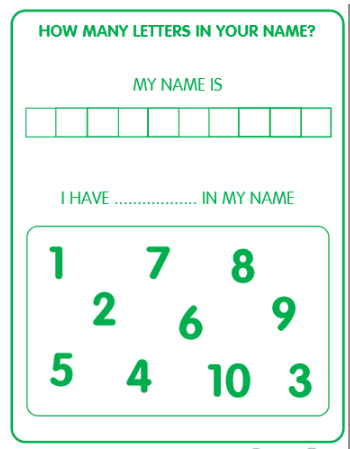 HOW MANY LETTERS IN YOUR NAME?
MY NAME IS
I HAVE .................. IN MY NAME
1 7 8
2 6 9
5 4 10 3